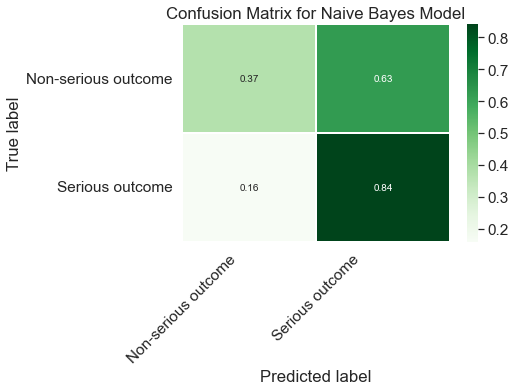 Confusion Matrix for Naive Bayes Model
True label
Non-serious outcome
0.37
0.63
Serious outcome
0.16
0.84
0.8
0.7
0.6
0.5
0.4
0.3
0.2
Non-serious outcome
Serious outcome
Predicted label